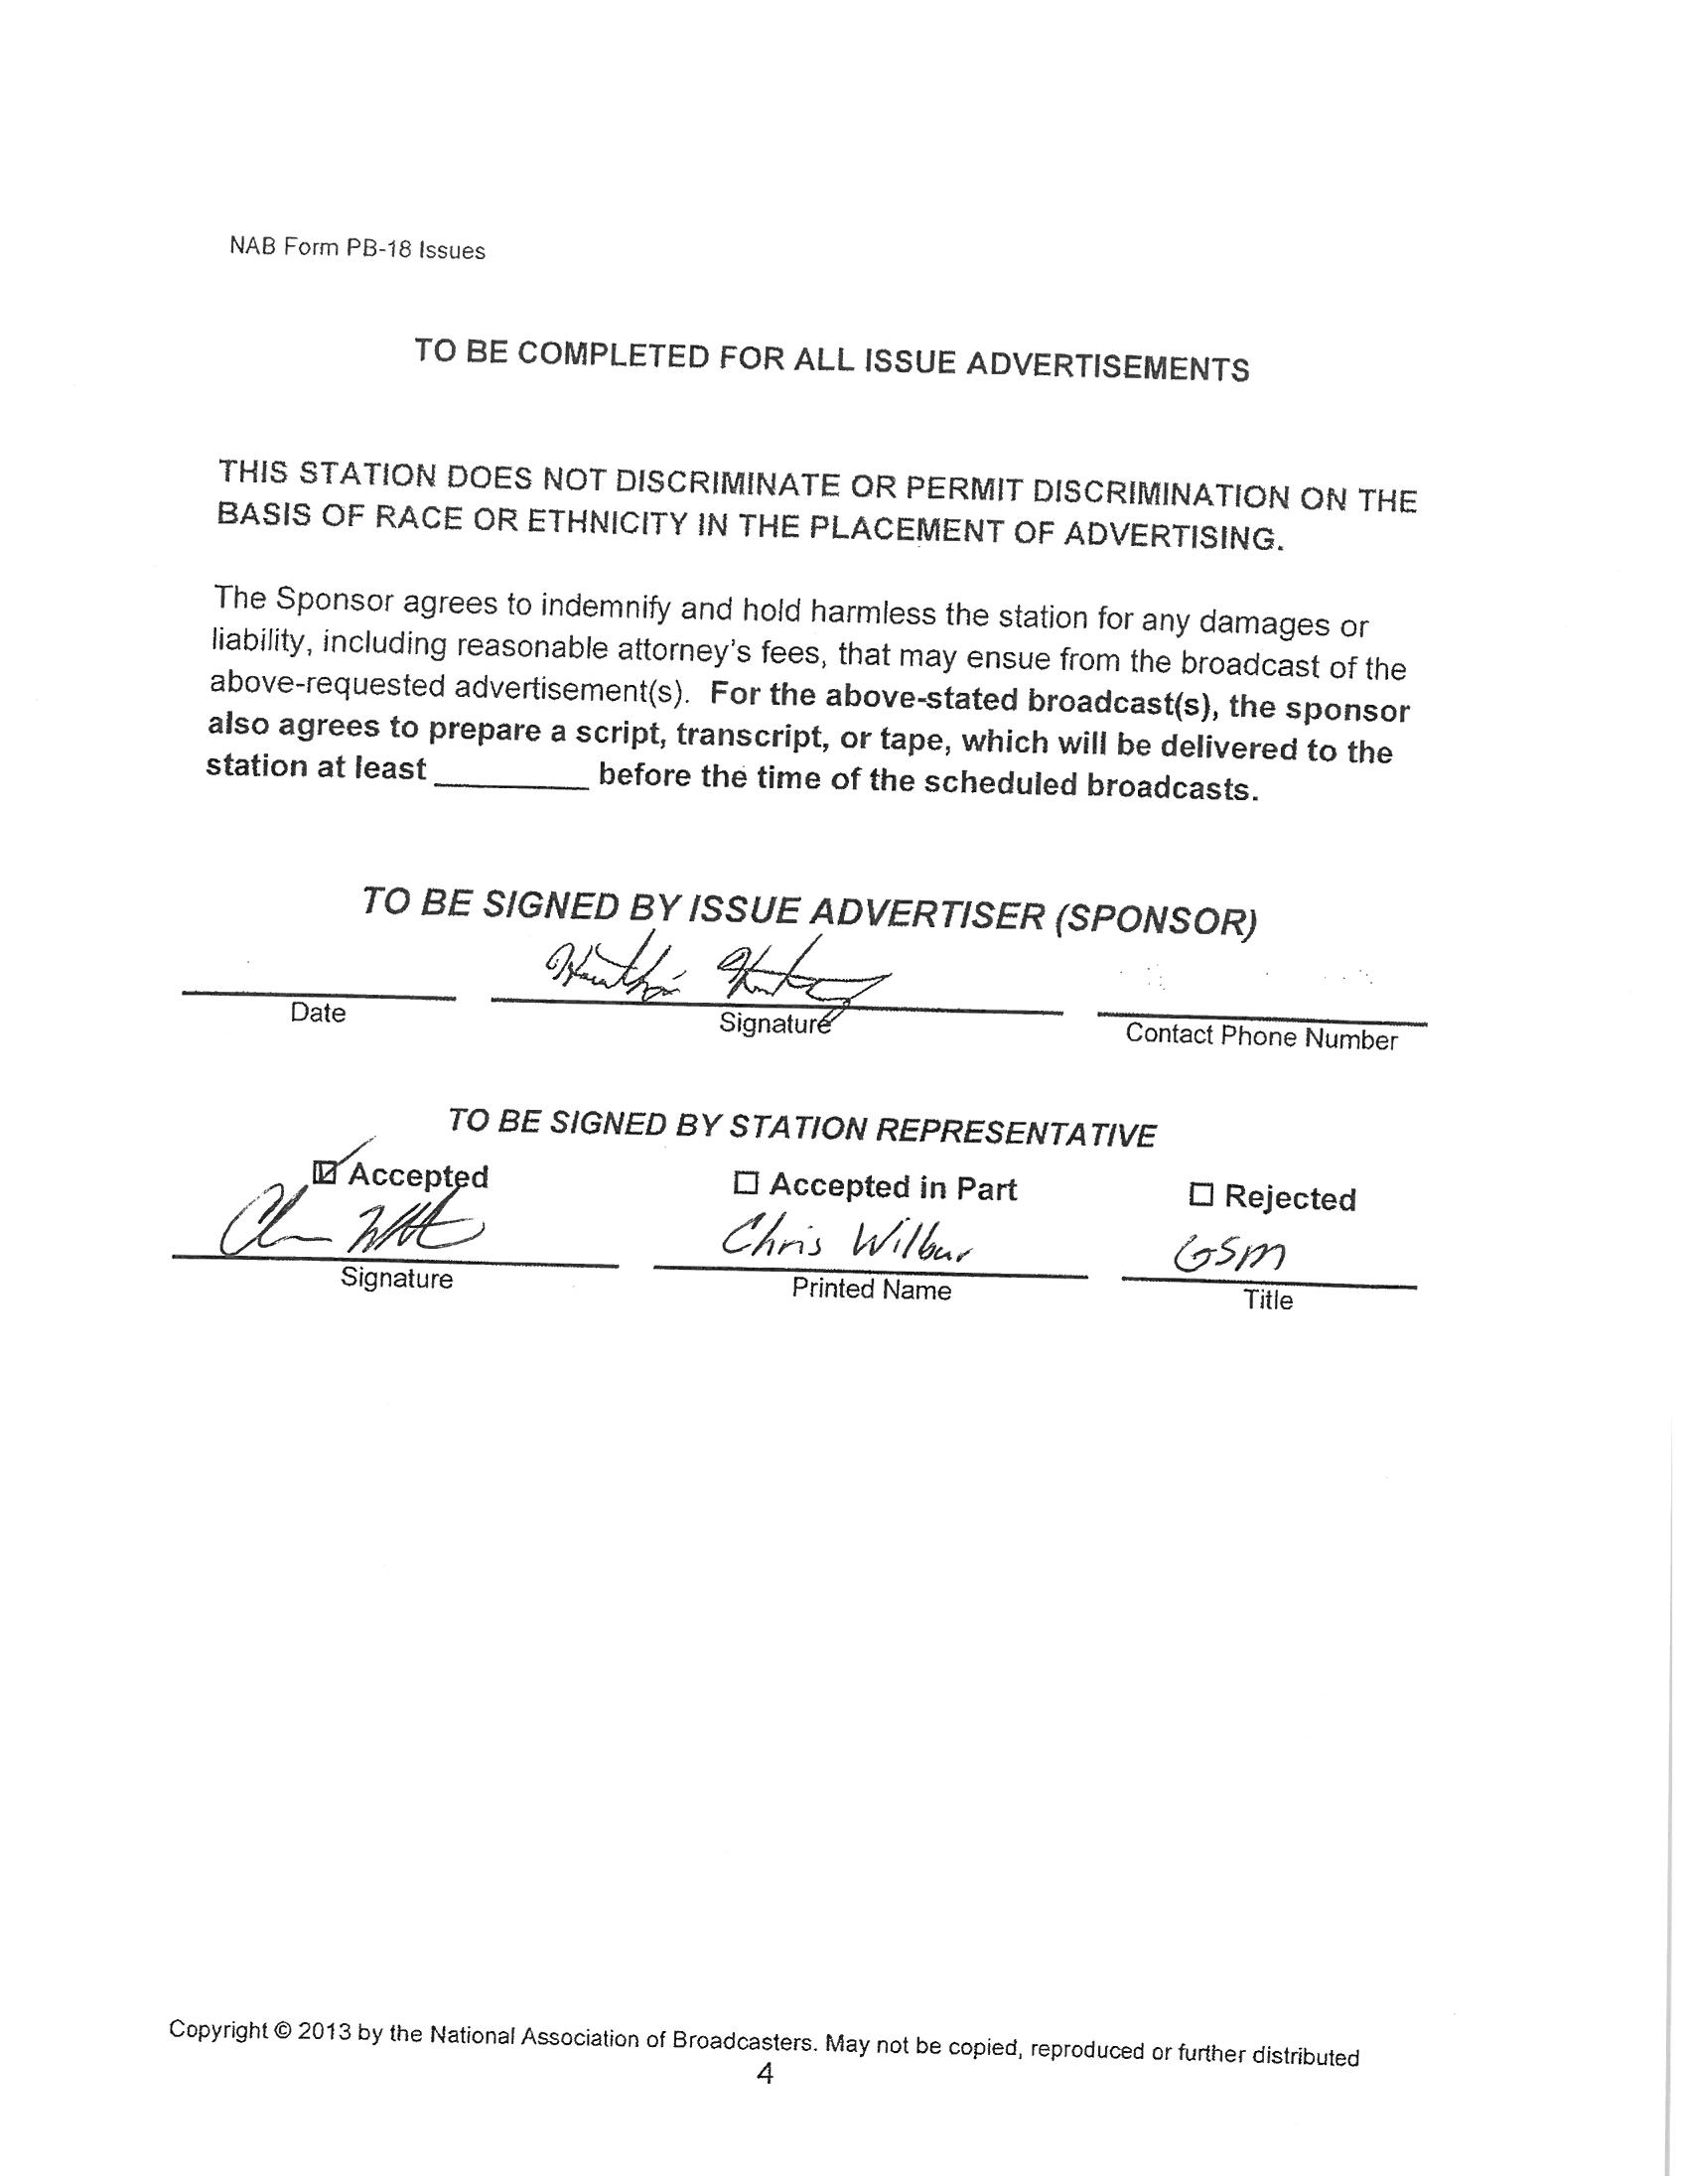 NAB Form PB-18 Issues
TO BE COMPLETED FOR ALL ISSUE ADVERTISEMENTS
THIS STATION DOES NOT DISCRIMINATE OR PERMIT DISCRIMINATION ON THE
BASIS OF RACE OR ETHNICITY IN THE PLACEMENT OF ADVERTISING.
The Sponsor agrees to indemnify and hold harmless the station for any damages or
liability, including reasonable attorney's fees, that may ensue from the broadcast of the
above-requested advertisement(s). For the above-stated broadcast(s), the sponsor
also agrees to prepare a script, transcript, or tape, which will be delivered to the
station at least ________ before the time of the scheduled broadcasts.
TO BE SIGNED BY ISSUE ADVERTISER (SPONSOR)
Date Signature Contact Phone Number
TO BE SIGNED BY STATION REPRESENTATIVE
☑ Accepted ☐ Accepted in Part ☐ Rejected
Chris Wilbur GSM
Signature Printed Name Title
Copyright © 2013 by the National Association of Broadcasters. May not be copied, reproduced or further distributed
4